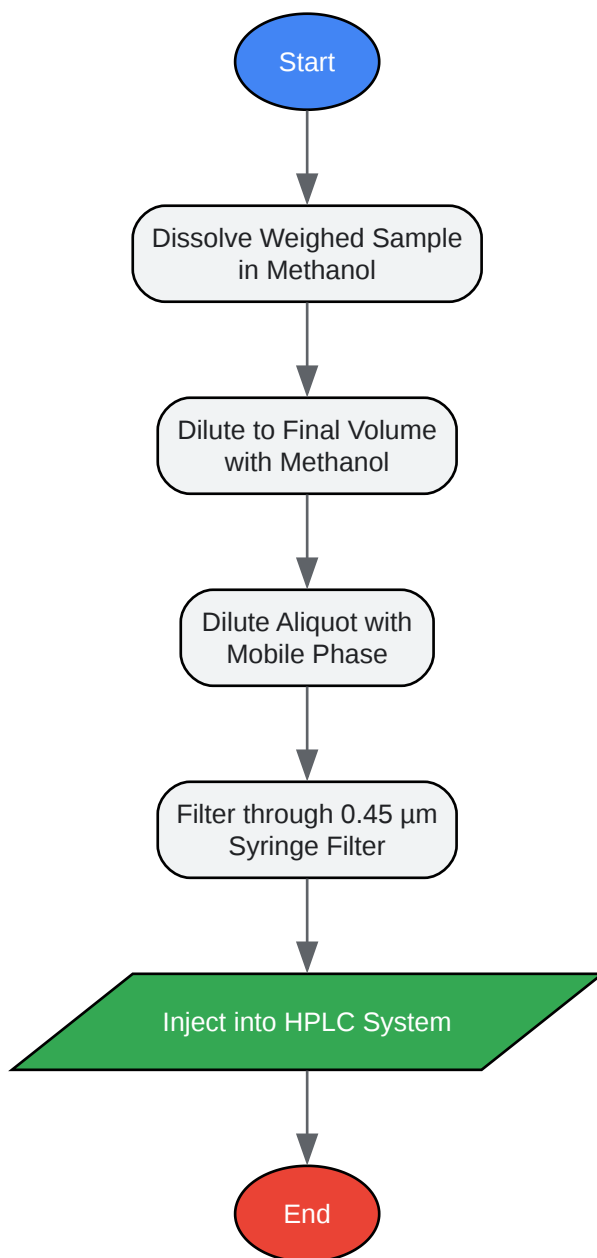 Start
Dissolve Weighed Sample
in Methanol
Dilute to Final Volume
with Methanol
Dilute Aliquot with
Mobile Phase
Filter through 0.45 µm
Syringe Filter
Inject into HPLC System
End